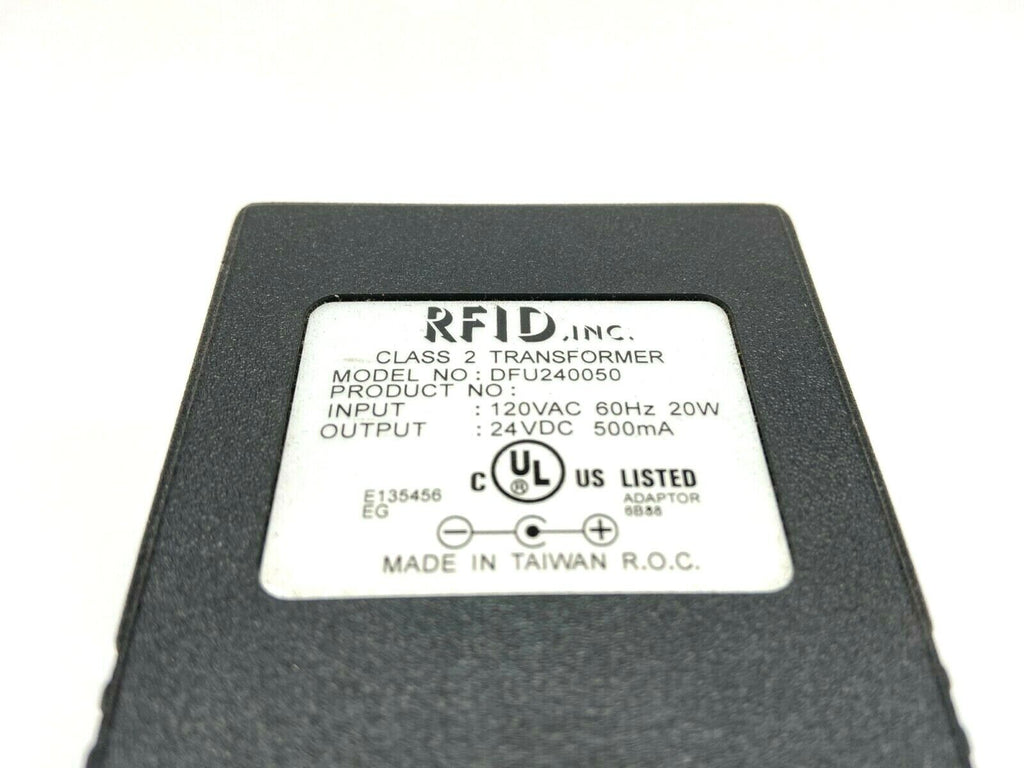 RFID,INC.
CLASS 2 TRANSFORMER
MODEL NO : DFU240050
PRODUCT NO :
INPUT : 120VAC 60Hz 20W
OUTPUT : 24VDC 500mA
C UL ® US LISTED
E135456 ADAPTOR
EG
MADE IN TAIWAN R.O.C.